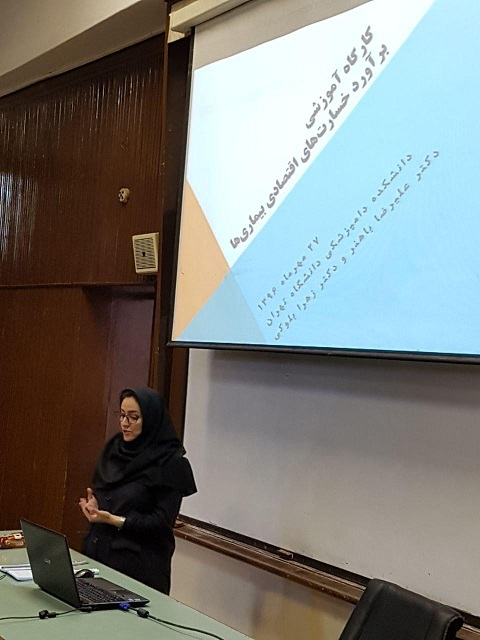 کارگاه آموزشی
برآورد خسارت‌های اقتصادی بیماری‌ها
۲۷ مهرماه ۱۳۹۶
دانشکده دامپزشکی دانشگاه تهران
دکتر علیرضا باهنر و دکتر زهرا بلوکی